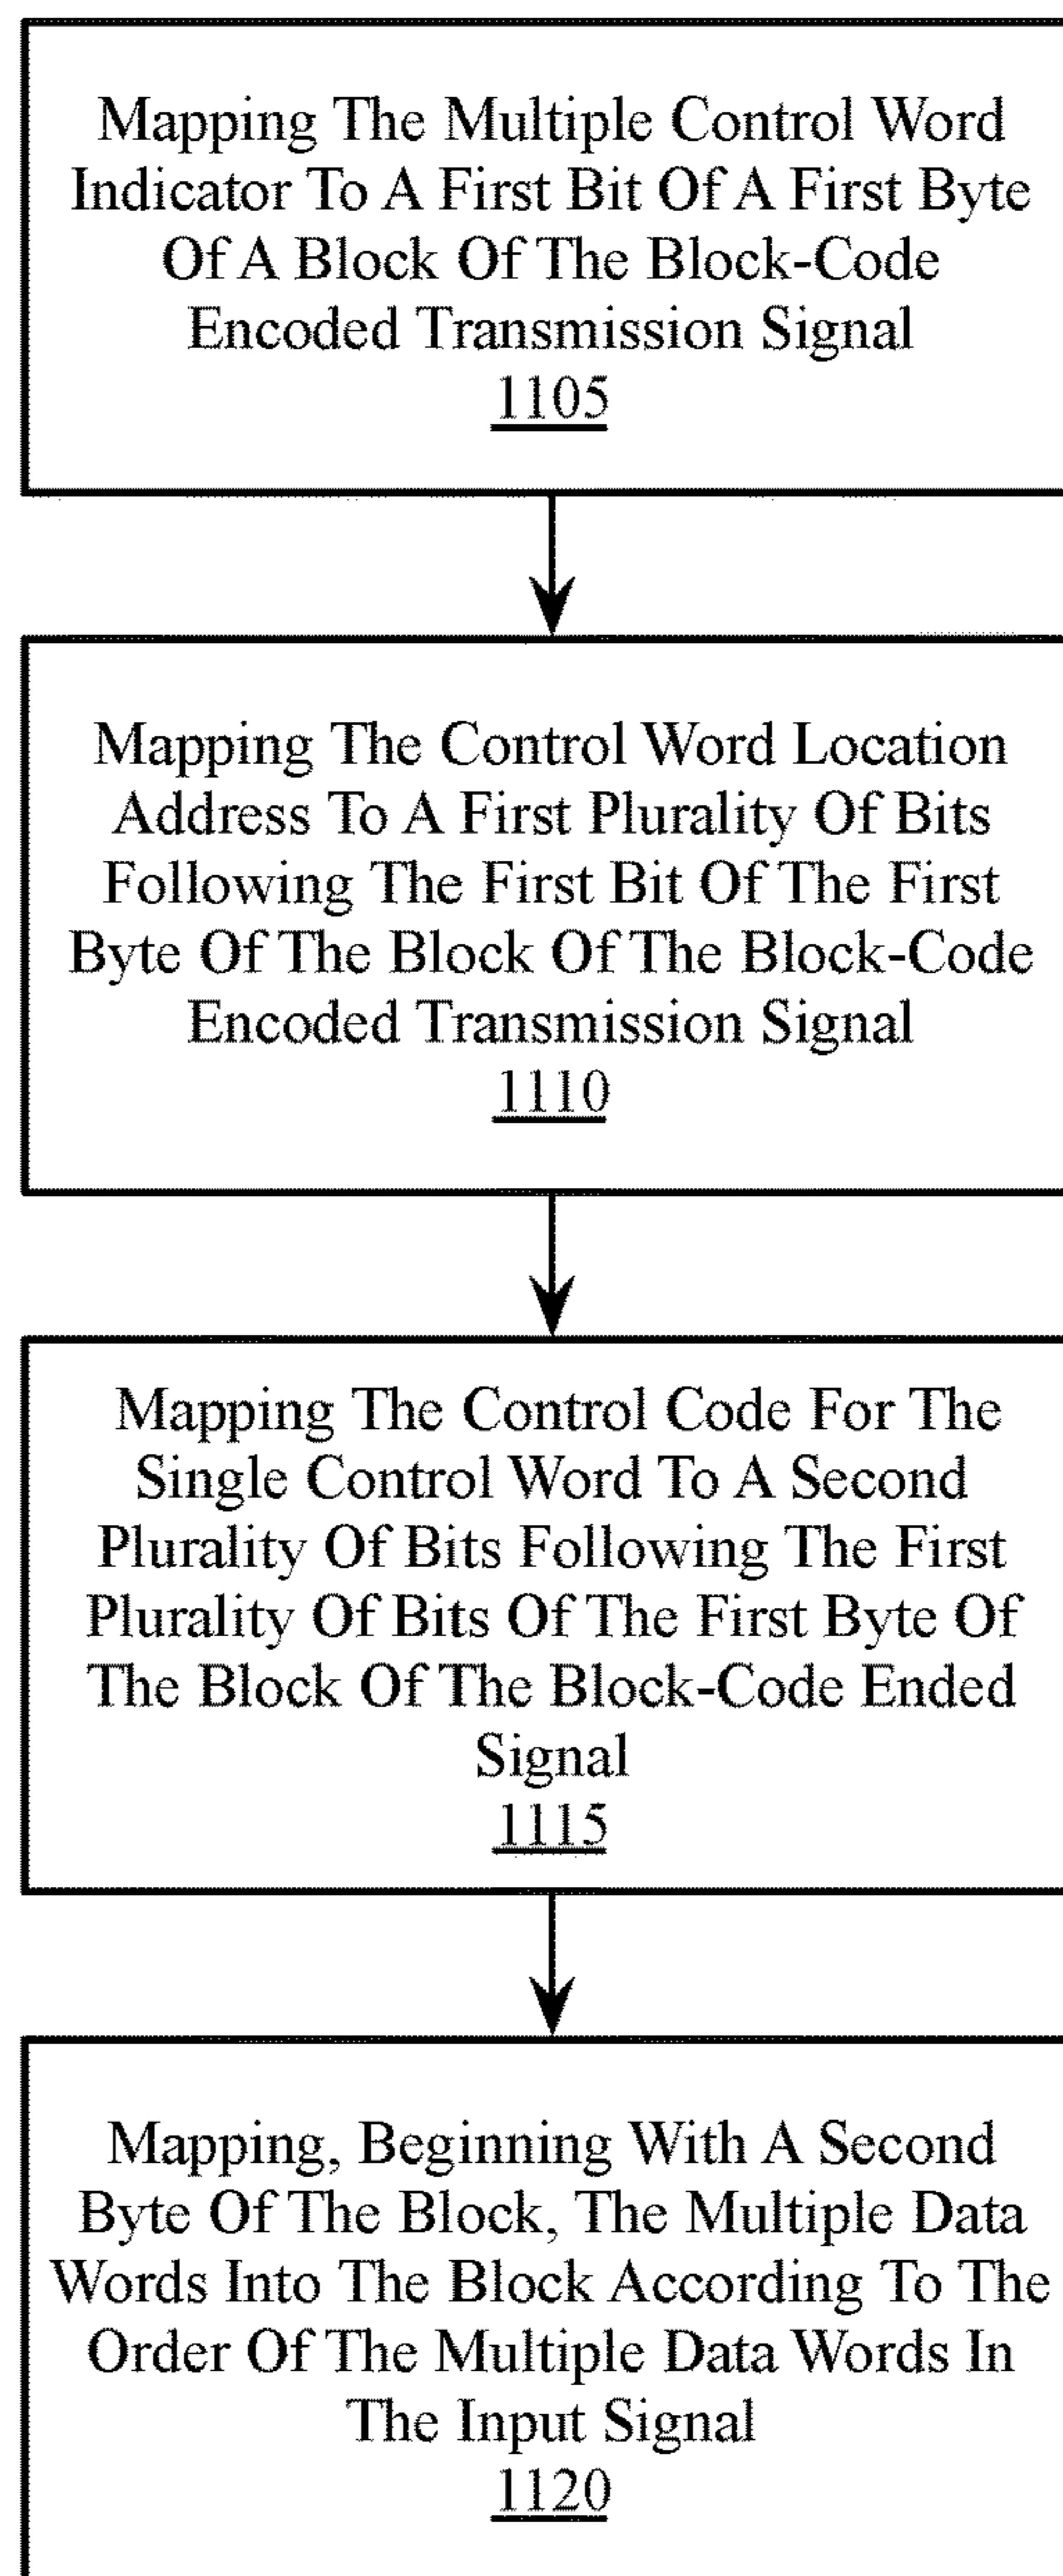 Mapping The Multiple Control Word
Indicator To A First Bit Of A First Byte
Of A Block Of The Block-Code
Encoded Transmission Signal
1105
Mapping The Control Word Location
Address To A First Plurality Of Bits
Following The First Bit Of The First
Byte Of The Block Of The Block-Code
Encoded Transmission Signal
1110
Mapping The Control Code For The
Single Control Word To A Second
Plurality Of Bits Following The First
Plurality Of Bits Of The First Byte Of
The Block Of The Block-Code Ended
Signal
1115
Mapping, Beginning With A Second
Byte Of The Block, The Multiple Data
Words Into The Block According To The
Order Of The Multiple Data Words In
The Input Signal
1120